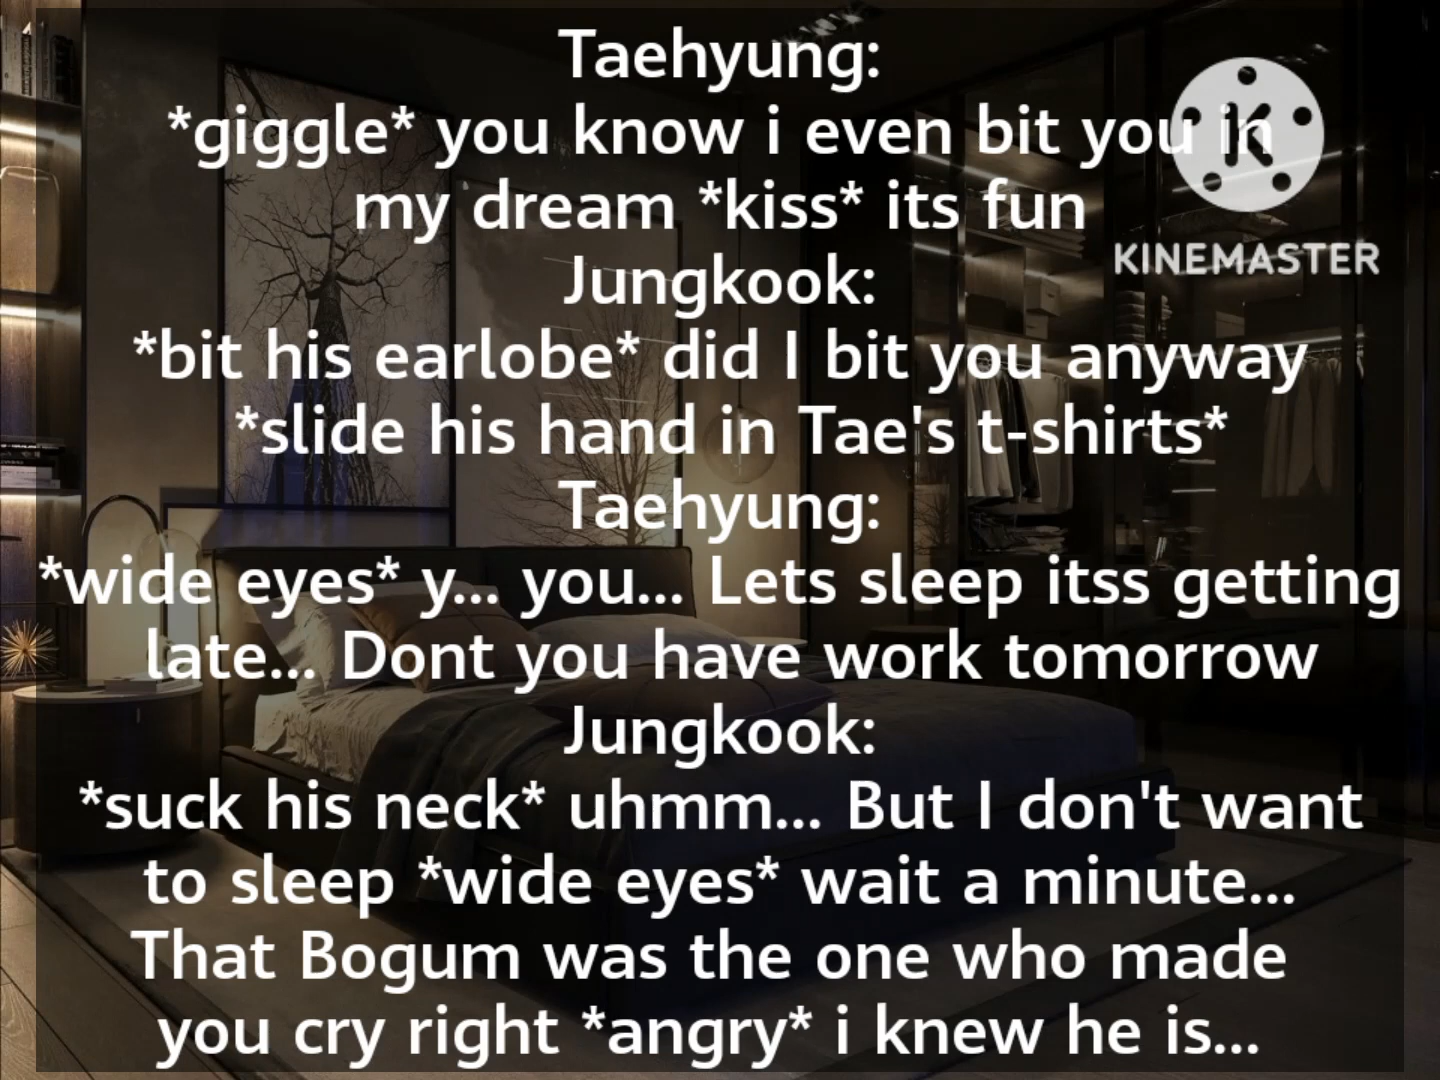 Taehyung:
*giggle* you know i even bit you in
my dream *kiss* its fun
KINEMASTER
Jungkook:
*bit his earlobe* did I bit you anyway
*slide his hand in Tae's t-shirts*
Taehyung:
*wide eyes* y... you... Lets sleep itss getting
late... Dont you have work tomorrow
Jungkook:
*suck his neck* uhmm... But I don't want
to sleep *wide eyes* wait a minute...
That Bogum was the one who made
you cry right *angry* i knew he is...